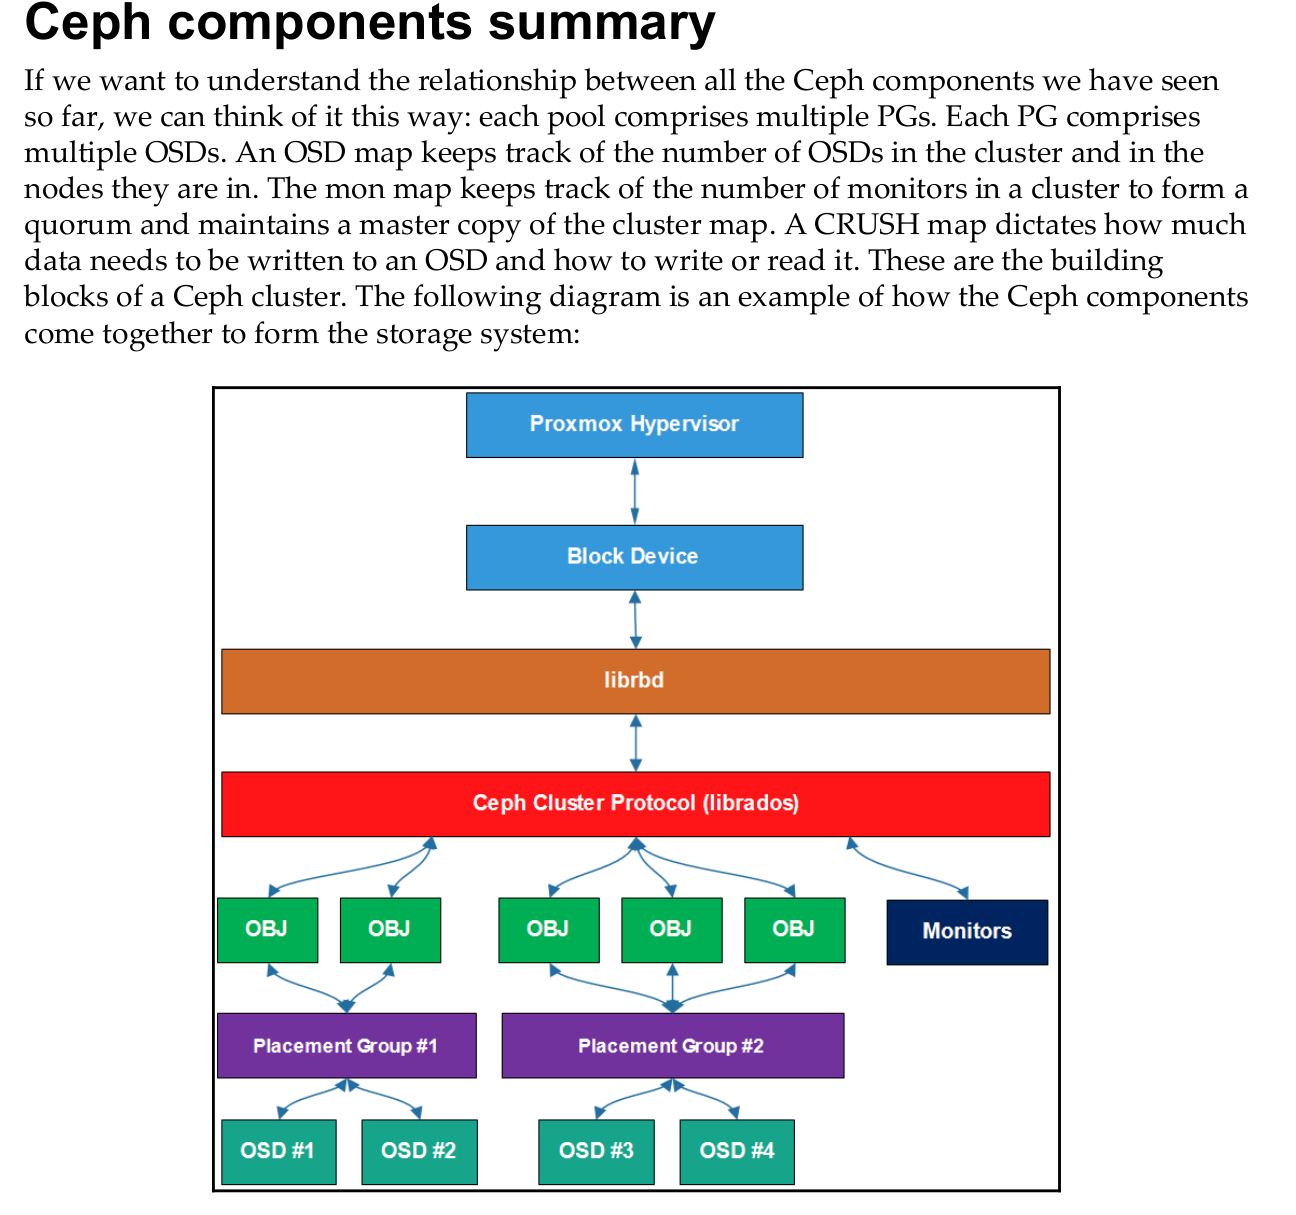 Ceph components summary
If we want to understand the relationship between all the Ceph components we have seen
so far, we can think of it this way: each pool comprises multiple PGs. Each PG comprises
multiple OSDs. An OSD map keeps track of the number of OSDs in the cluster and in the
nodes they are in. The mon map keeps track of the number of monitors in a cluster to form a
quorum and maintains a master copy of the cluster map. A CRUSH map dictates how much
data needs to be written to an OSD and how to write or read it. These are the building
blocks of a Ceph cluster. The following diagram is an example of how the Ceph components
come together to form the storage system:
Proxmox Hypervisor
Block Device
librbd
Ceph Cluster Protocol (librados)
OBJ OBJ OBJ OBJ OBJ Monitors
Placement Group #1 Placement Group #2
OSD #1 OSD #2 OSD #3 OSD #4